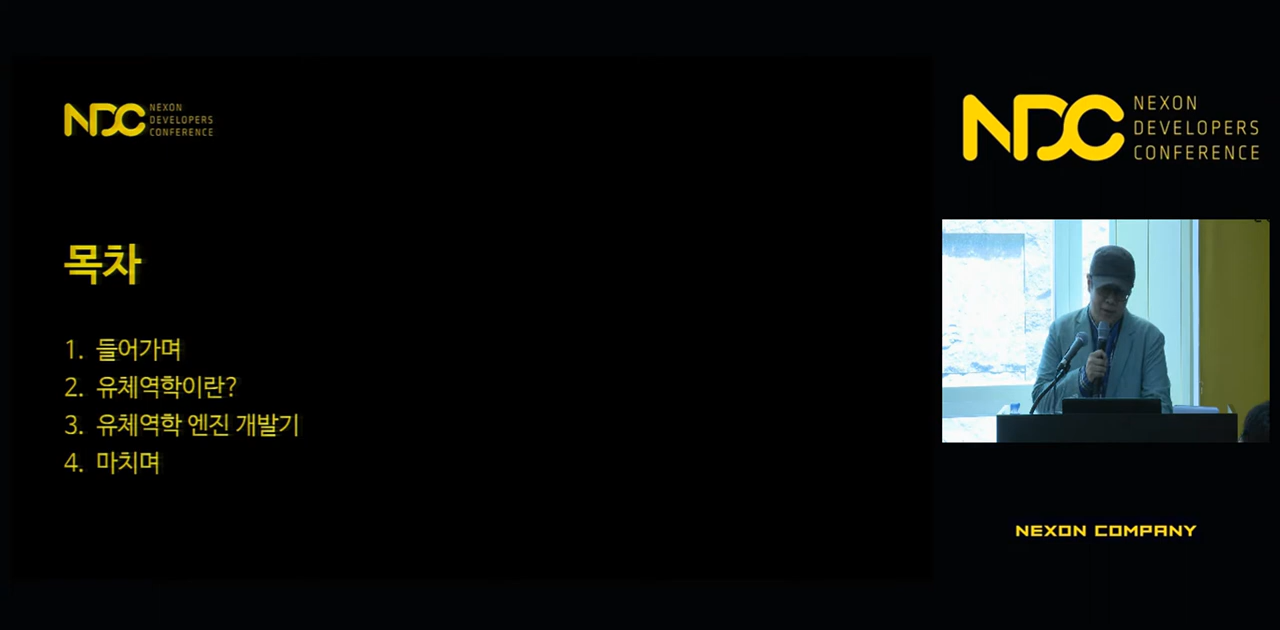 NDC NEXON
DEVELOPERS
CONFERENCE
목차
1. 들어가며
2. 유체역학이란?
3. 유체역학 엔진 개발기
4. 마치며
NDC NEXON
DEVELOPERS
CONFERENCE
NEXON COMPANY